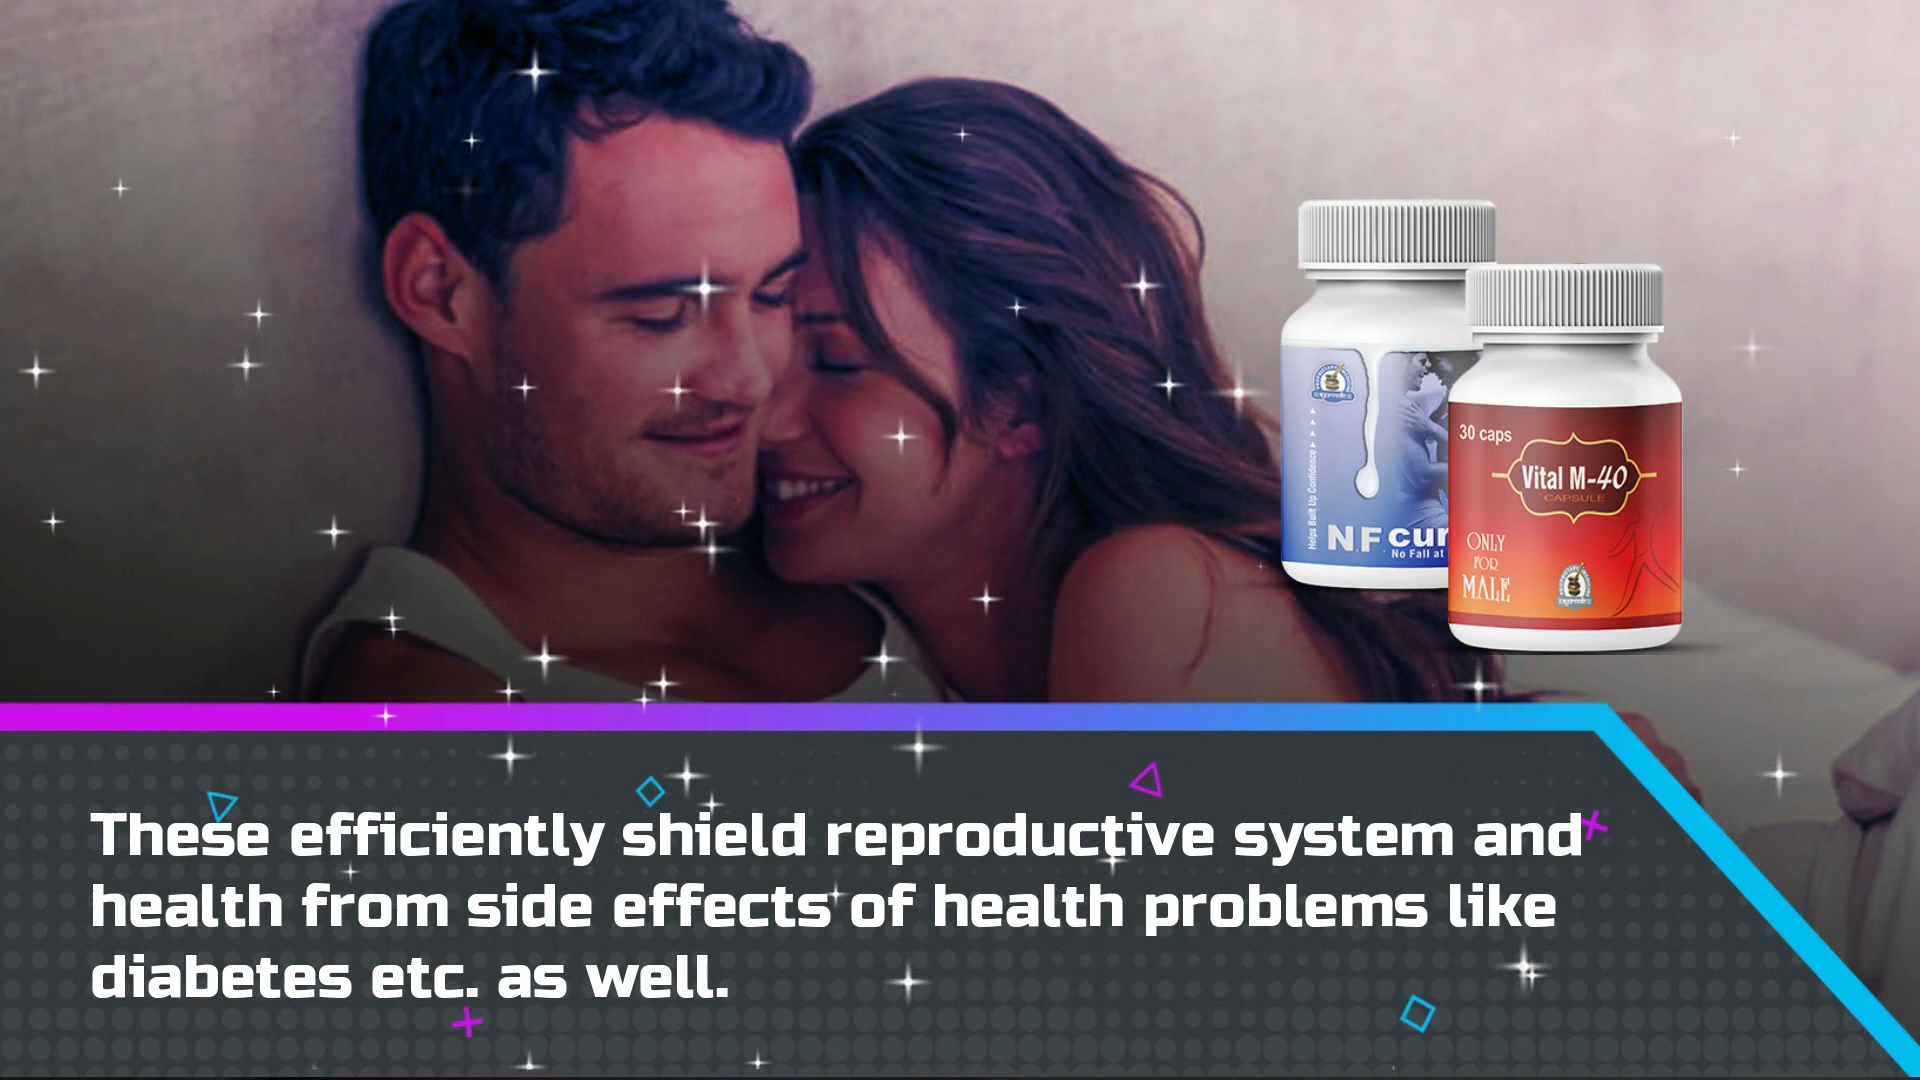 Helps Built Up Confidence
N.F cur
No Fall at
30 caps
Vital M-40
CAPSULE
ONLY
FOR
MALE
These efficiently shield reproductive system and
health from side effects of health problems like
diabetes etc. as well.